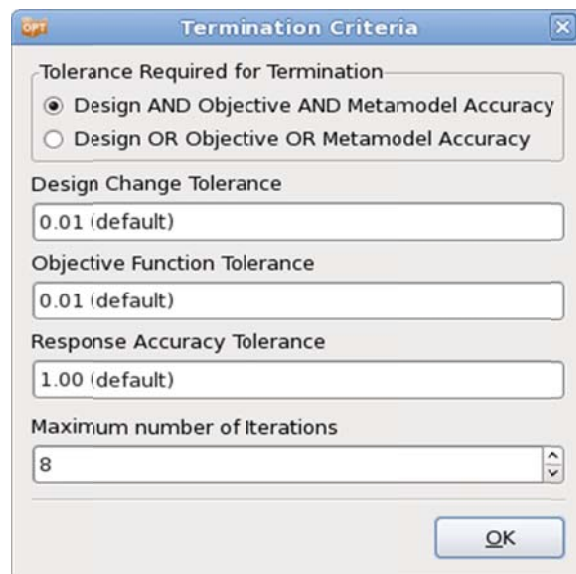 OPT
Termination Criteria
Tolerance Required for Termination
Design AND Objective AND Metamodel Accuracy
Design OR Objective OR Metamodel Accuracy
Design Change Tolerance
0.01 (default)
Objective Function Tolerance
0.01 (default)
Response Accuracy Tolerance
1.00 (default)
Maximum number of Iterations
8
OK